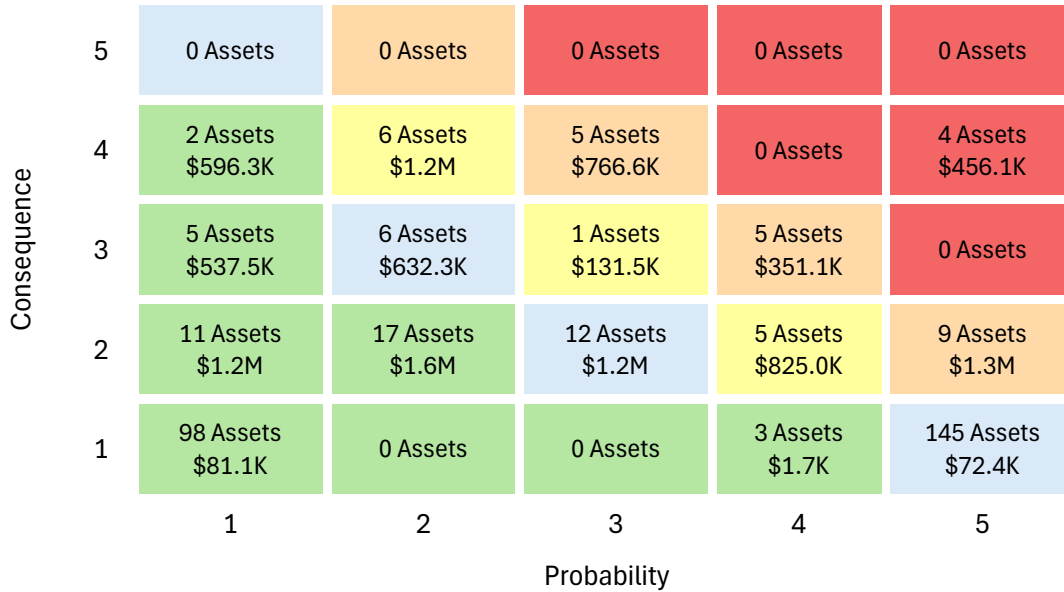 5
0 Assets
0 Assets
0 Assets
0 Assets
0 Assets
4
2 Assets
$596.3K
6 Assets
$1.2M
5 Assets
$766.6K
0 Assets
4 Assets
$456.1K
Consequence
3
5 Assets
$537.5K
6 Assets
$632.3K
1 Assets
$131.5K
5 Assets
$351.1K
0 Assets
2
11 Assets
$1.2M
17 Assets
$1.6M
12 Assets
$1.2M
5 Assets
$825.0K
9 Assets
$1.3M
1
98 Assets
$81.1K
0 Assets
0 Assets
3 Assets
$1.7K
145 Assets
$72.4K
1
2
3
4
5
Probability